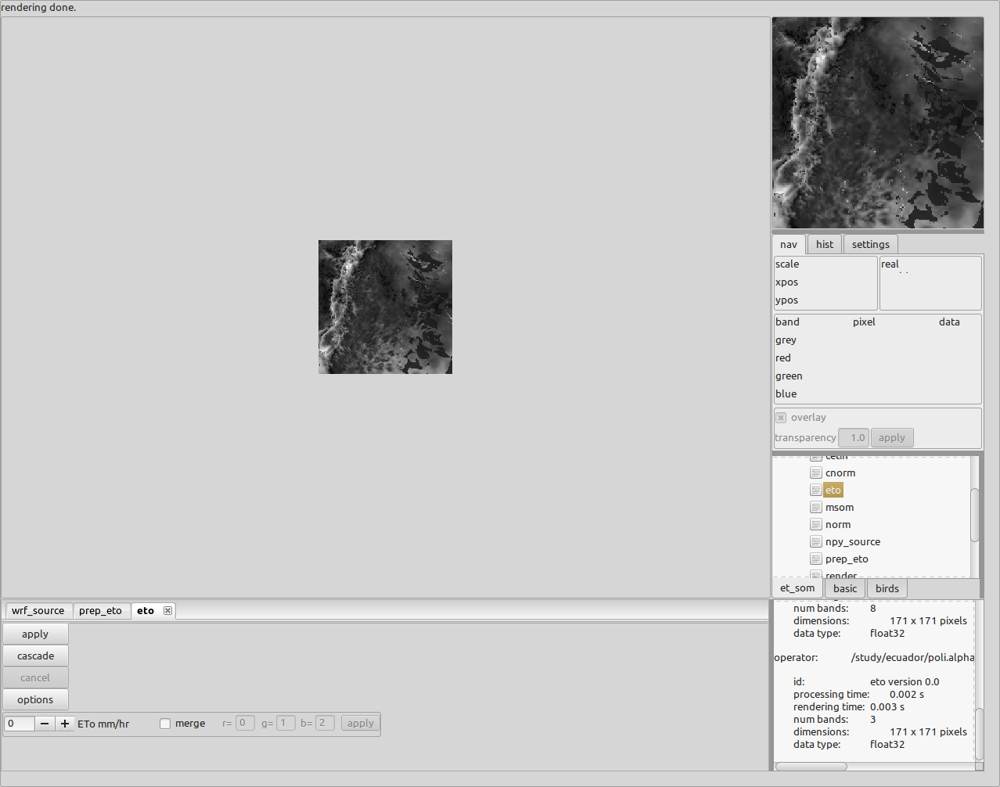 rendering done.
nav hist settings
scale real
xpos
ypos
band pixel data
grey
red
green
blue
overlay
transparency 1.0 apply
cnorm
eto
msom
norm
npy_source
prep_eto
render
et_som basic birds
wrf_source prep_eto eto
apply
cascade
cancel
options
0 ETo mm/hr merge r= 0 g= 1 b= 2 apply
num bands: 8
dimensions: 171 x 171 pixels
data type: float32
operator: /study/ecuador/poli.alpha
id: eto version 0.0
processing time: 0.002 s
rendering time: 0.003 s
num bands: 3
dimensions: 171 x 171 pixels
data type: float32